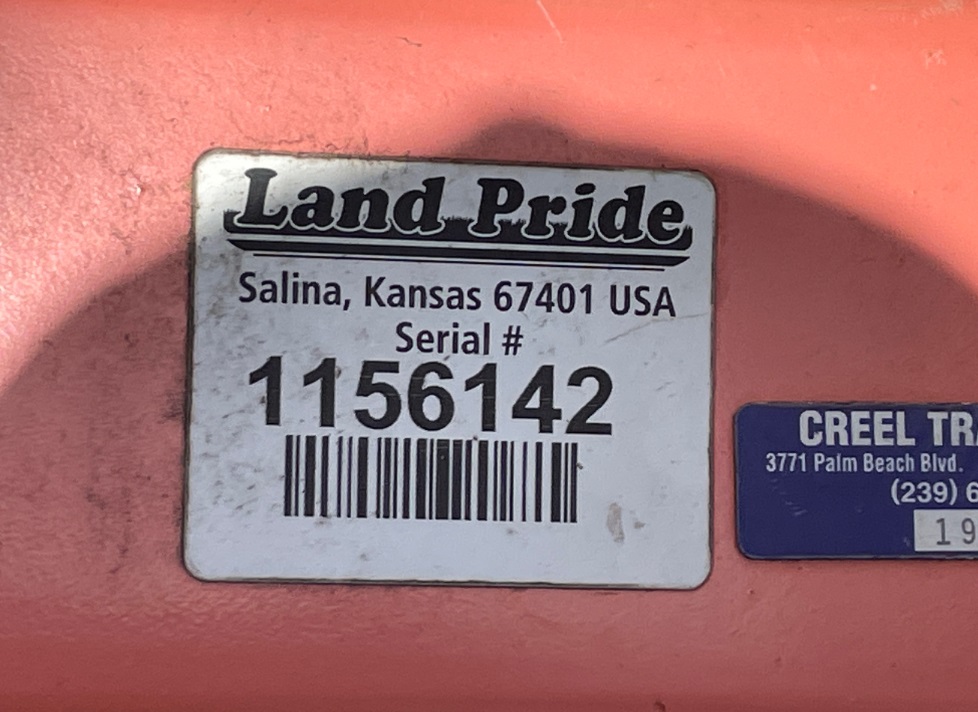 Land Pride
Salina, Kansas 67401 USA
Serial #
1156142
CREEL TR
3771 Palm Beach Blvd.
(239) 6
19